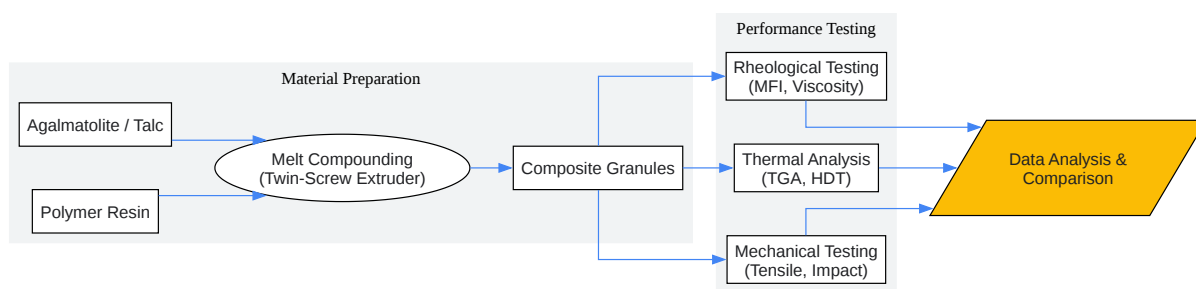 Material Preparation
Agalmatolite / Talc
Polymer Resin
Melt Compounding
(Twin-Screw Extruder)
Composite Granules
Performance Testing
Rheological Testing
(MFI, Viscosity)
Thermal Analysis
(TGA, HDT)
Mechanical Testing
(Tensile, Impact)
Data Analysis &
Comparison